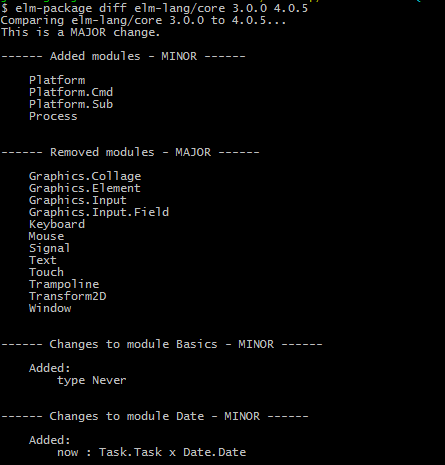 $ elm-package diff elm-lang/core 3.0.0 4.0.5
Comparing elm-lang/core 3.0.0 to 4.0.5...
This is a MAJOR change.
------ Added modules - MINOR ------
Platform
Platform.Cmd
Platform.Sub
Process
------ Removed modules - MAJOR ------
Graphics.Collage
Graphics.Element
Graphics.Input
Graphics.Input.Field
Keyboard
Mouse
Signal
Text
Touch
Trampoline
Transform2D
Window
------ Changes to module Basics - MINOR ------
Added:
type Never
------ Changes to module Date - MINOR ------
Added:
now : Task.Task x Date.Date